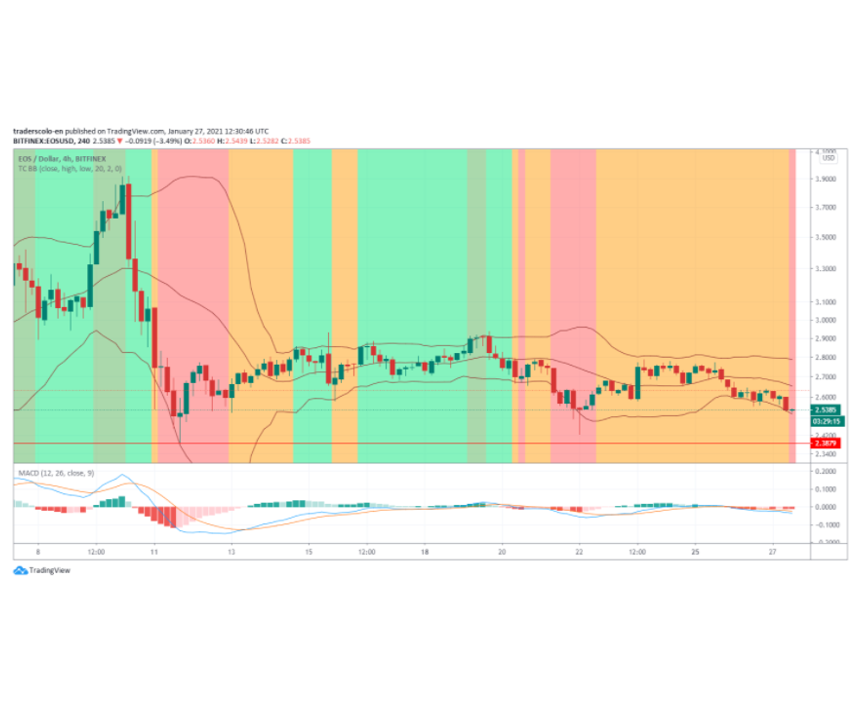 traderscolo-en published on TradingView.com, January 27, 2021 12:30:46 UTC
BITFINEX:EOSUSD, 240 2.5385 ▼ −0.0919 (−3.49%) O:2.5360 H:2.5439 L:2.5282 C:2.5385
EOS / Dollar, 4h, BITFINEX
TC BB (close, high, low, 20, 2, 0)
USD
3.9000
3.7000
3.5000
3.3000
3.1000
3.0000
2.9000
2.8000
2.7000
2.6000
2.5385
03:29:15
2.4200
2.3879
2.3400
MACD (12, 26, close, 9)
0.2000
0.1000
0.0000
−0.1000
8 12:00 11 13 15 12:00 18 20 22 12:00 25 27
TradingView